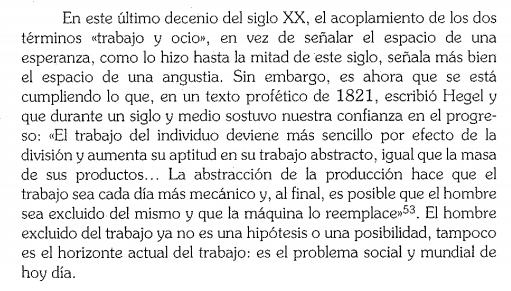 En este último decenio del siglo XX, el acoplamiento de los dos
términos «trabajo y ocio», en vez de señalar el espacio de una
esperanza, como lo hizo hasta la mitad de este siglo, señala más bien
el espacio de una angustia. Sin embargo, es ahora que se está
cumpliendo lo que, en un texto profético de 1821, escribió Hegel y
que durante un siglo y medio sostuvo nuestra confianza en el progre-
so: «El trabajo del individuo deviene más sencillo por efecto de la
división y aumenta su aptitud en su trabajo abstracto, igual que la masa
de sus productos... La abstracción de la producción hace que el
trabajo sea cada día más mecánico y, al final, es posible que el hombre
sea excluido del mismo y que la máquina lo reemplace»53. El hombre
excluido del trabajo ya no es una hipótesis o una posibilidad, tampoco
es el horizonte actual del trabajo: es el problema social y mundial de
hoy día.